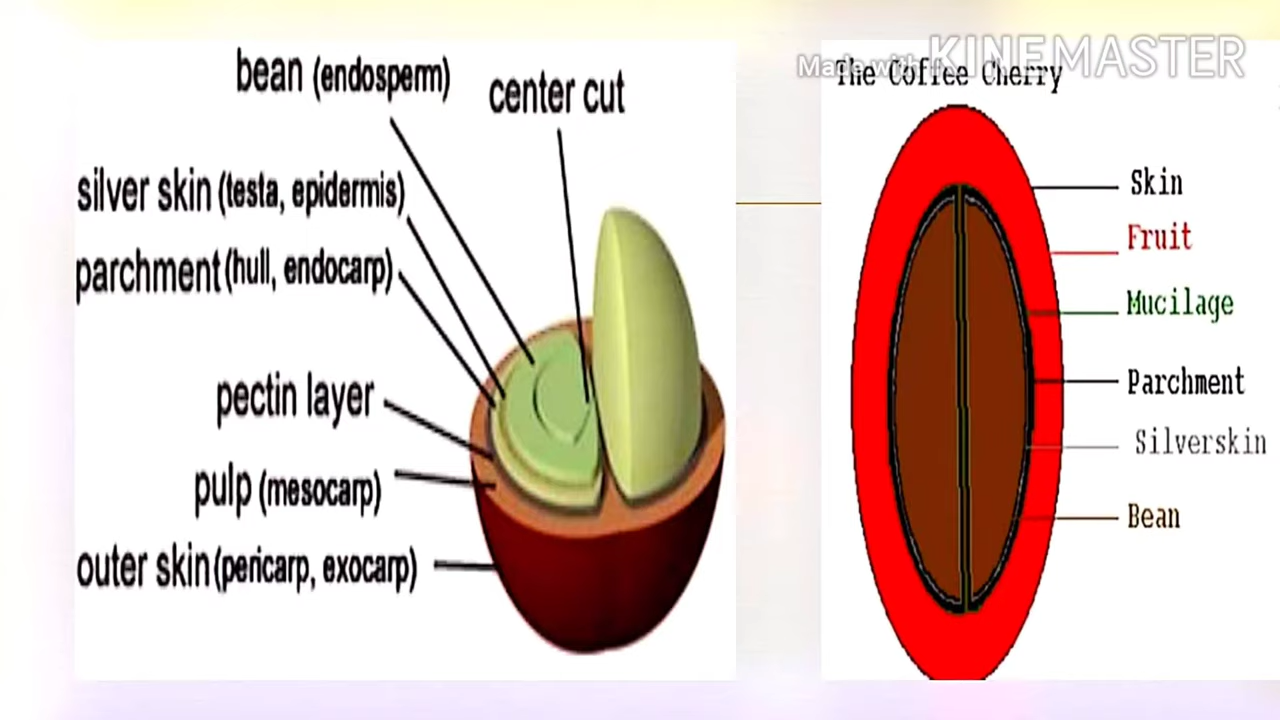 bean (endosperm)
center cut
silver skin (testa, epidermis)
parchment (hull, endocarp)
pectin layer
pulp (mesocarp)
outer skin (pericarp, exocarp)
Made with KINEMASTER
The Coffee Cherry
Skin
Fruit
Mucilage
Parchment
Silverskin
Bean